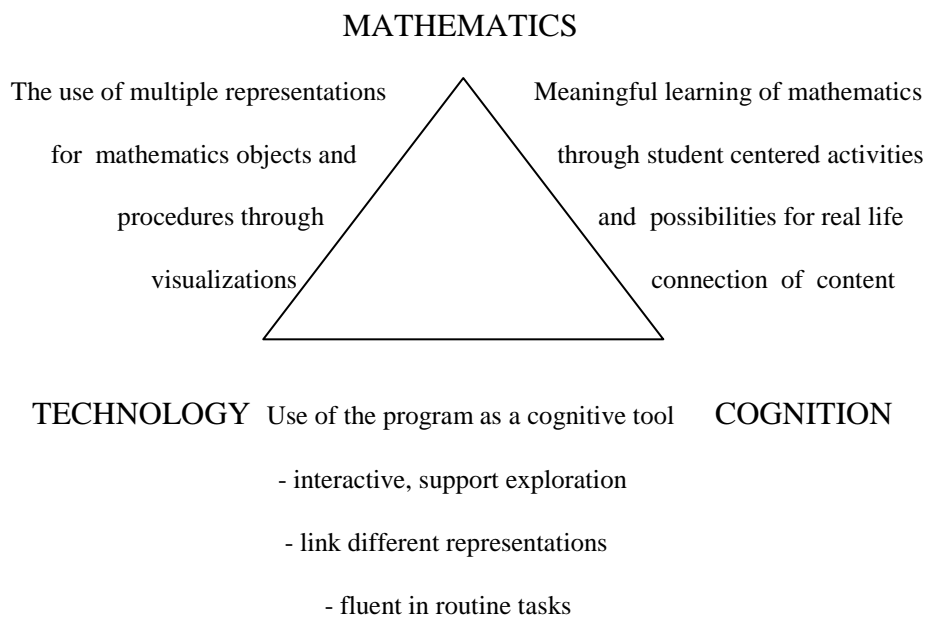 MATHEMATICS
The use of multiple representations
for mathematics objects and
procedures through
visualizations
Meaningful learning of mathematics
through student centered activities
and possibilities for real life
connection of content
TECHNOLOGY Use of the program as a cognitive tool COGNITION
- interactive, support exploration
- link different representations
- fluent in routine tasks